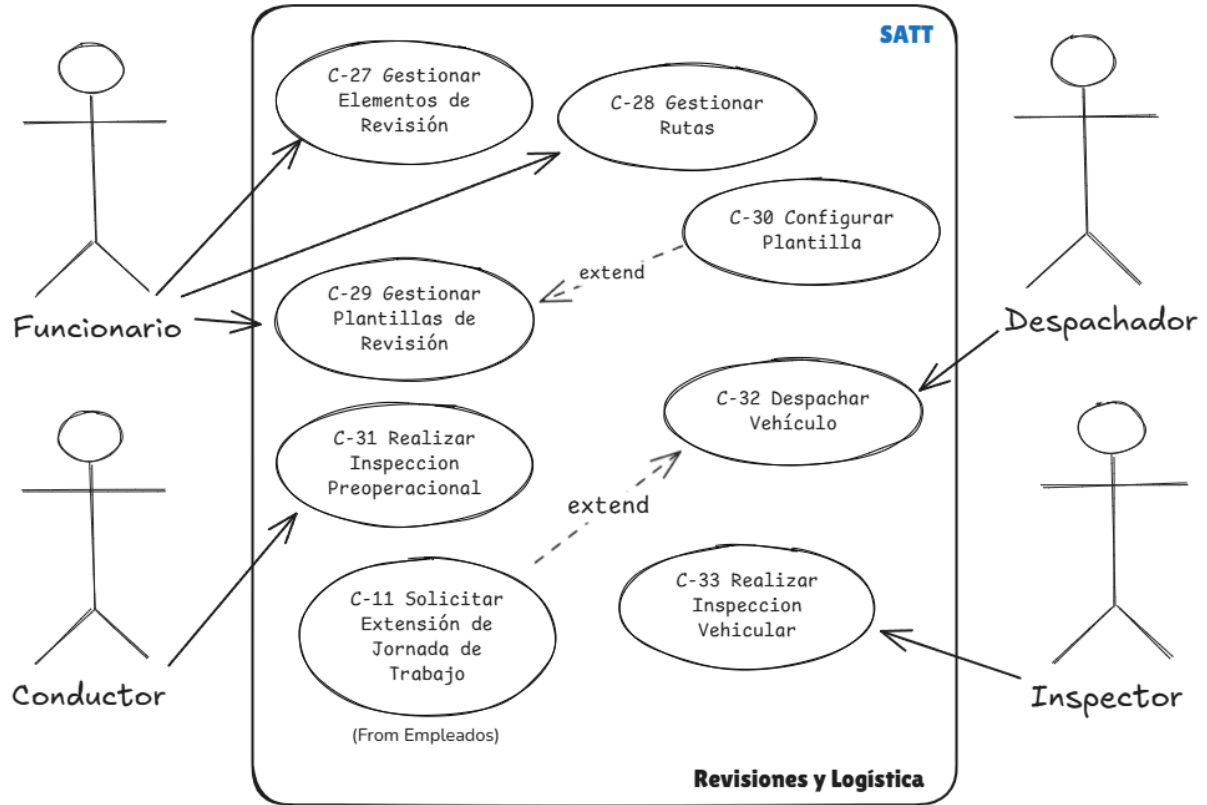 SATT
C-27 Gestionar
Elementos de
Revisión
C-28 Gestionar
Rutas
C-30 Configurar
Plantilla
extend
C-29 Gestionar
Plantillas de
Revisión
Funcionario
Despachador
C-32 Despachar
Vehículo
C-31 Realizar
Inspeccion
Preoperacional
extend
C-11 Solicitar
Extensión de
Jornada de
Trabajo
(From Empleados)
C-33 Realizar
Inspeccion
Vehicular
Conductor
Inspector
Revisiones y Logística